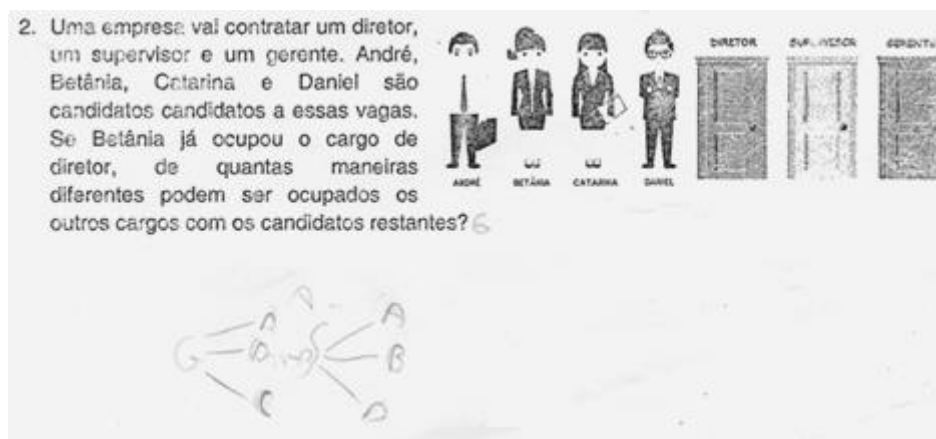 2. Uma empresa vai contratar um diretor,
um supervisor e um gerente. André,
Betânia, Catarina e Daniel são
candidatos candidatos a essas vagas.
Se Betânia já ocupou o cargo de
diretor, de quantas maneiras
diferentes podem ser ocupados os
outros cargos com os candidatos restantes? 6
DIRETOR SUPERVISOR GERENTE
ANDRÉ BETÂNIA CATARINA DANIEL
G A D C S A B D